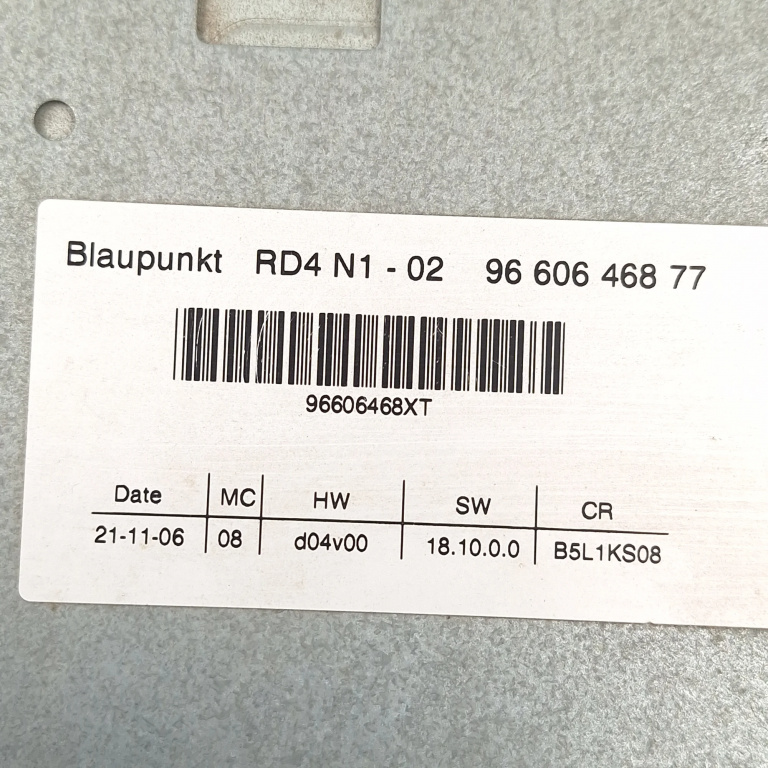 Blaupunkt RD4 N1 - 02 96 606 468 77
96606468XT
Date MC HW SW CR
21-11-06 08 d04v00 18.10.0.0 B5L1KS08